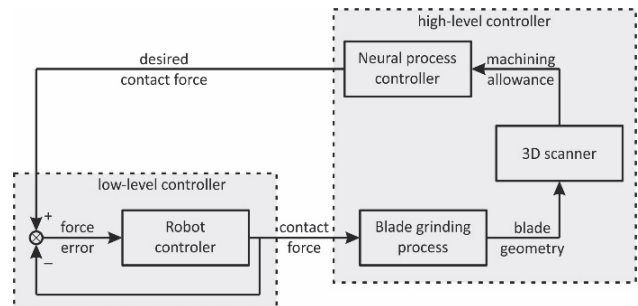 high-level controller
desired
contact force
Neural process
controller
machining
allowance
3D scanner
low-level controller
+
force
error
−
Robot
controler
contact
force
Blade grinding
process
blade
geometry